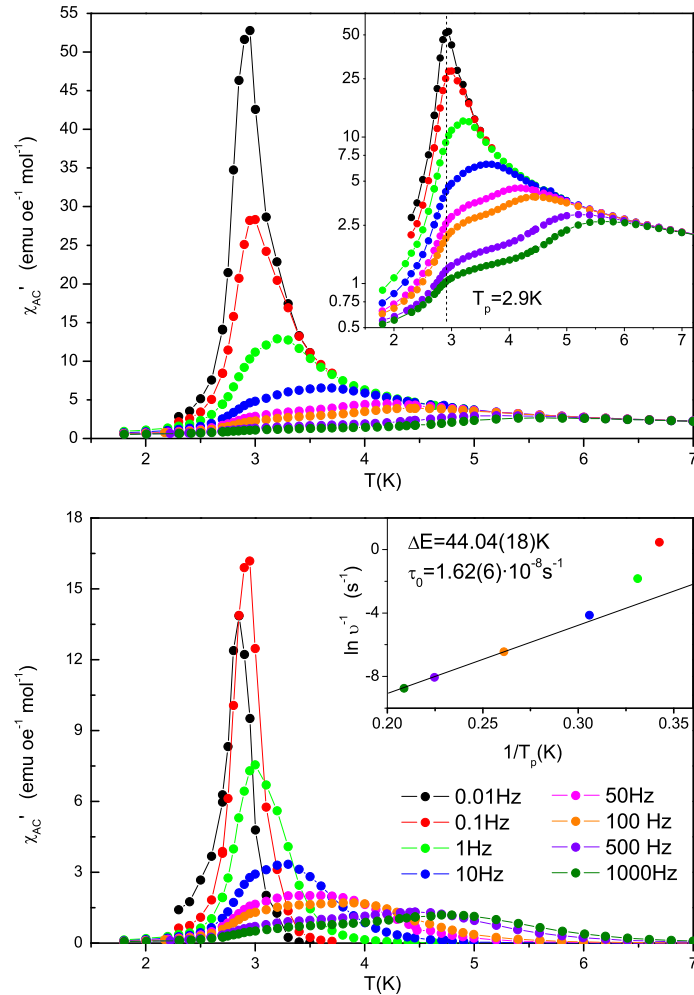 55
50
45
40
35
30
25
20
15
10
5
0
χAC' (emu oe⁻¹ mol⁻¹)
2 3 4 5 6 7
T(K)
50
25
10
7.5
5
2.5
1
0.75
0.5
Tp=2.9K
2 3 4 5 6 7
18
15
12
9
6
3
0
χAC' (emu oe⁻¹ mol⁻¹)
2 3 4 5 6 7
T(K)
ΔE=44.04(18)K
τ0=1.62(6)·10⁻⁸s⁻¹
ln υ⁻¹ (s⁻¹)
0
-4
-8
0.20 0.25 0.30 0.35
1/Tp(K)
0.01Hz 50Hz
0.1Hz 100 Hz
1Hz 500 Hz
10Hz 1000Hz